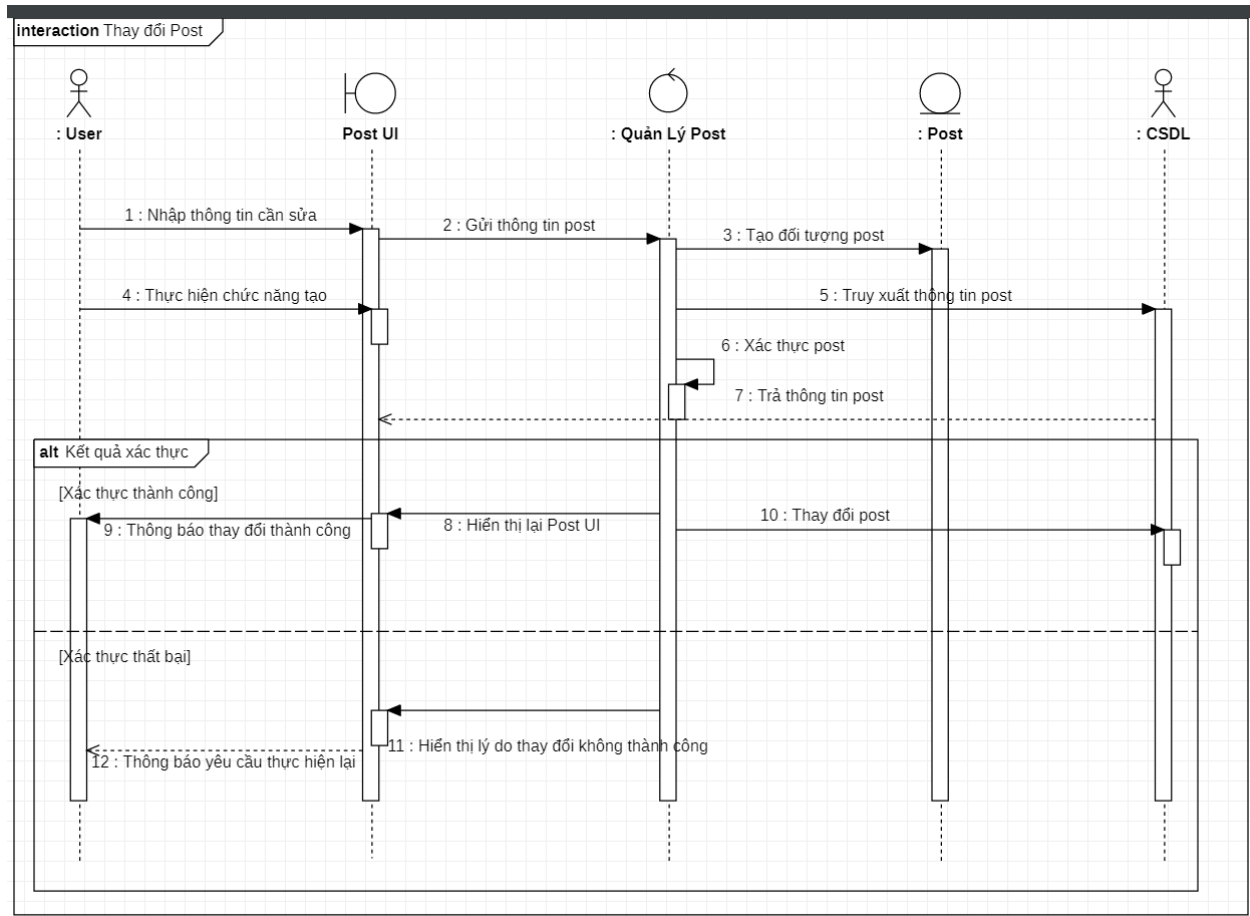 interaction Thay đổi Post
: User
Post UI
: Quản Lý Post
: Post
: CSDL
1 : Nhập thông tin cần sửa
2 : Gửi thông tin post
3 : Tạo đối tượng post
4 : Thực hiện chức năng tạo
5 : Truy xuất thông tin post
6 : Xác thực post
7 : Trả thông tin post
alt Kết quả xác thực
[Xác thực thành công]
9 : Thông báo thay đổi thành công
8 : Hiển thị lại Post UI
10 : Thay đổi post
[Xác thực thất bại]
11 : Hiển thị lý do thay đổi không thành công
12 : Thông báo yêu cầu thực hiện lại